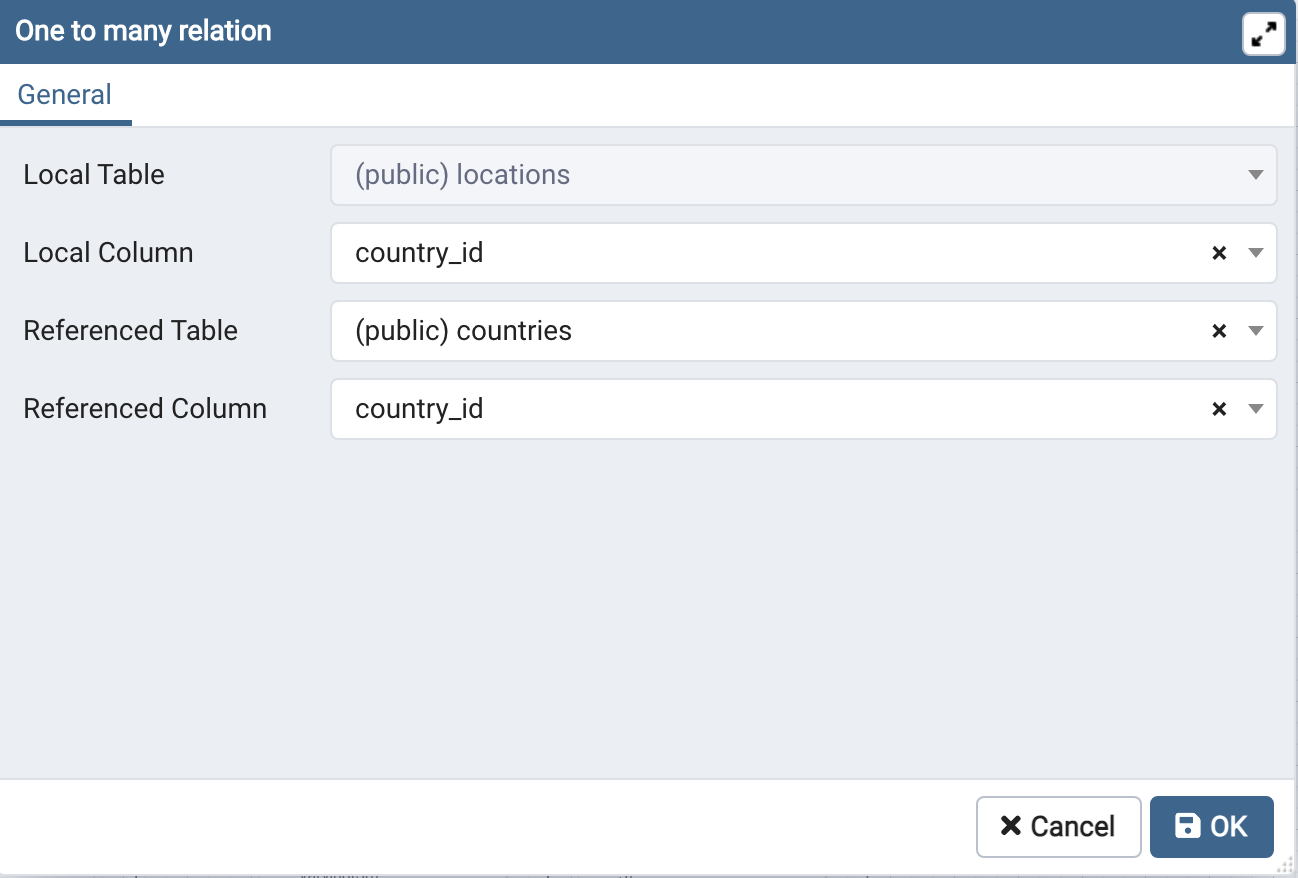 One to many relation
General
Local Table
(public) locations
Local Column
country_id
Referenced Table
(public) countries
Referenced Column
country_id
Cancel
OK